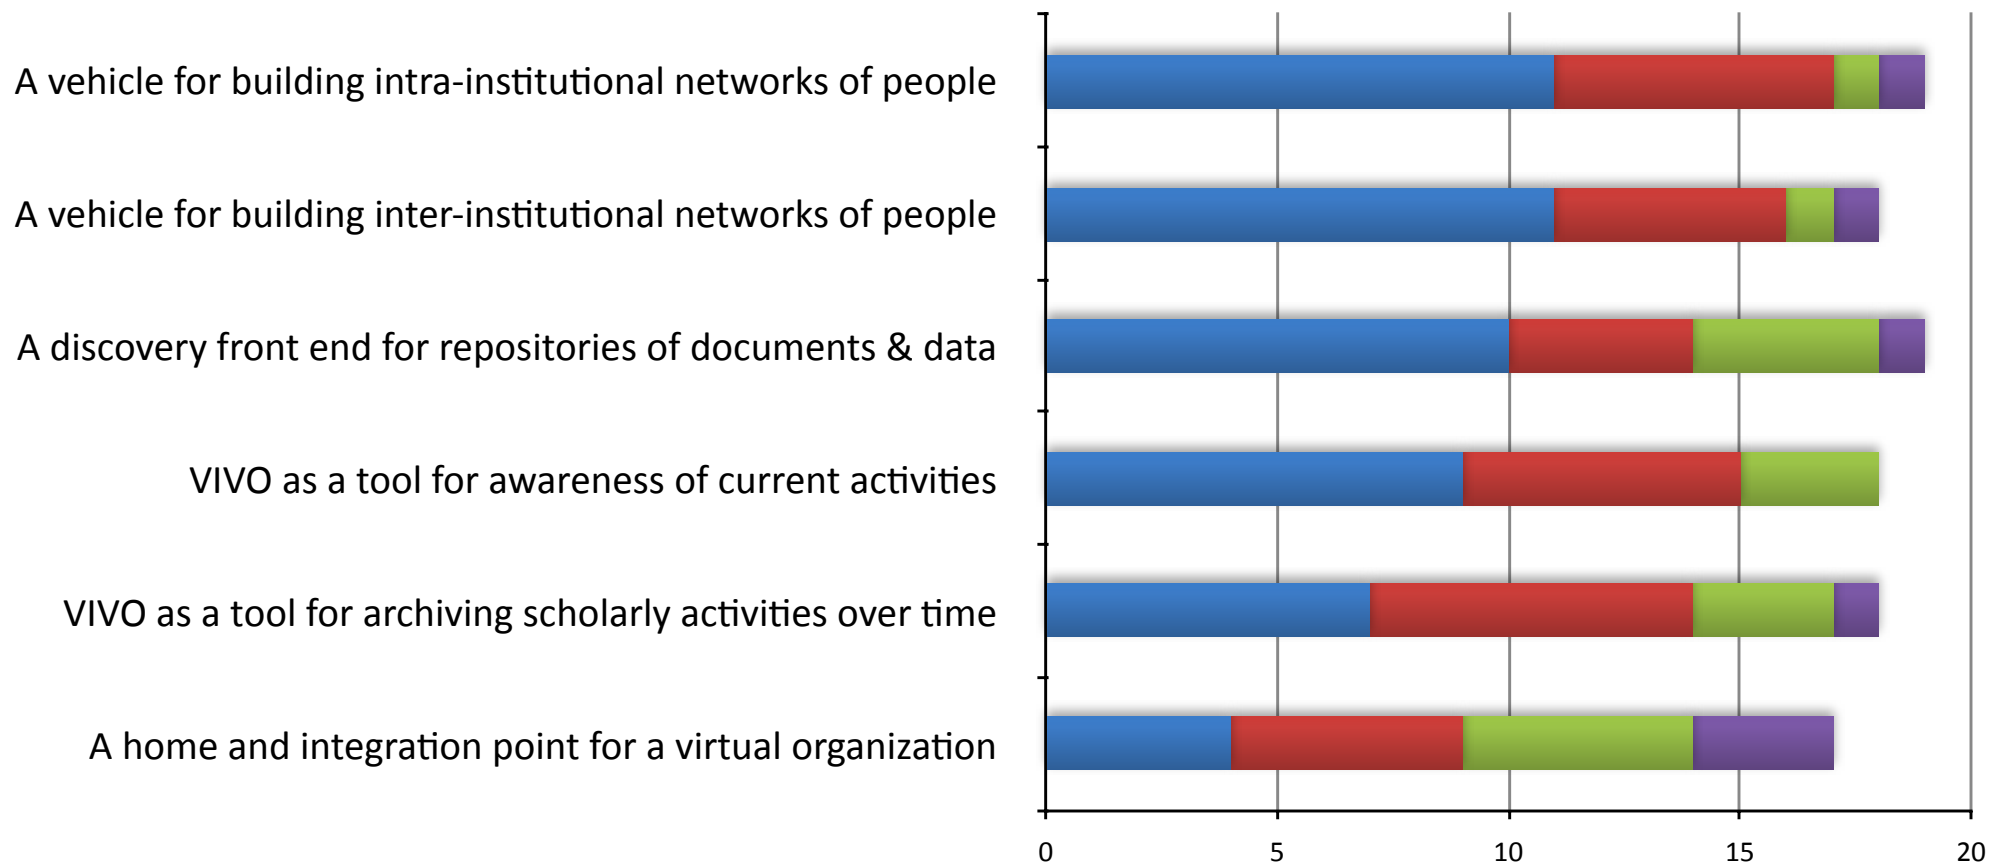 A vehicle for building intra-institutional networks of people
A vehicle for building inter-institutional networks of people
A discovery front end for repositories of documents & data
VIVO as a tool for awareness of current activities
VIVO as a tool for archiving scholarly activities over time
A home and integration point for a virtual organization
0 5 10 15 20